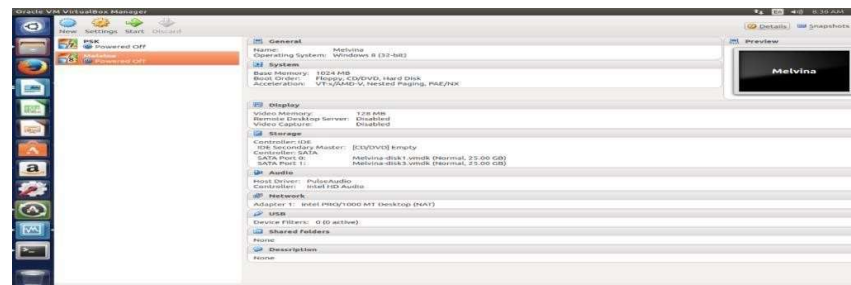 Oracle VM VirtualBox Manager
En
8:36 AM
New Settings Start Discard
Details
Snapshots
PSK
Powered Off
Powered Off
General
Name: Melvina
Operating System: Windows 8 (32-bit)
System
Base Memory: 1024 MB
Boot Order: Floppy, CD/DVD, Hard Disk
Acceleration: VT-x/AMD-V, Nested Paging, PAE/NX
Display
Video Memory: 128 MB
Remote Desktop Server: Disabled
Video Capture: Disabled
Storage
Controller: IDE
IDE Secondary Master: [CD/DVD] Empty
Controller: SATA
SATA Port 0: Melvina-disk1.vmdk (Normal, 25.00 GB)
SATA Port 1: Melvina-disk3.vmdk (Normal, 25.00 GB)
Audio
Host Driver: PulseAudio
Controller: Intel HD Audio
Network
Adapter 1: Intel PRO/1000 MT Desktop (NAT)
USB
Device Filters: 0 (0 active)
Shared folders
None
Description
None
Preview
Melvina